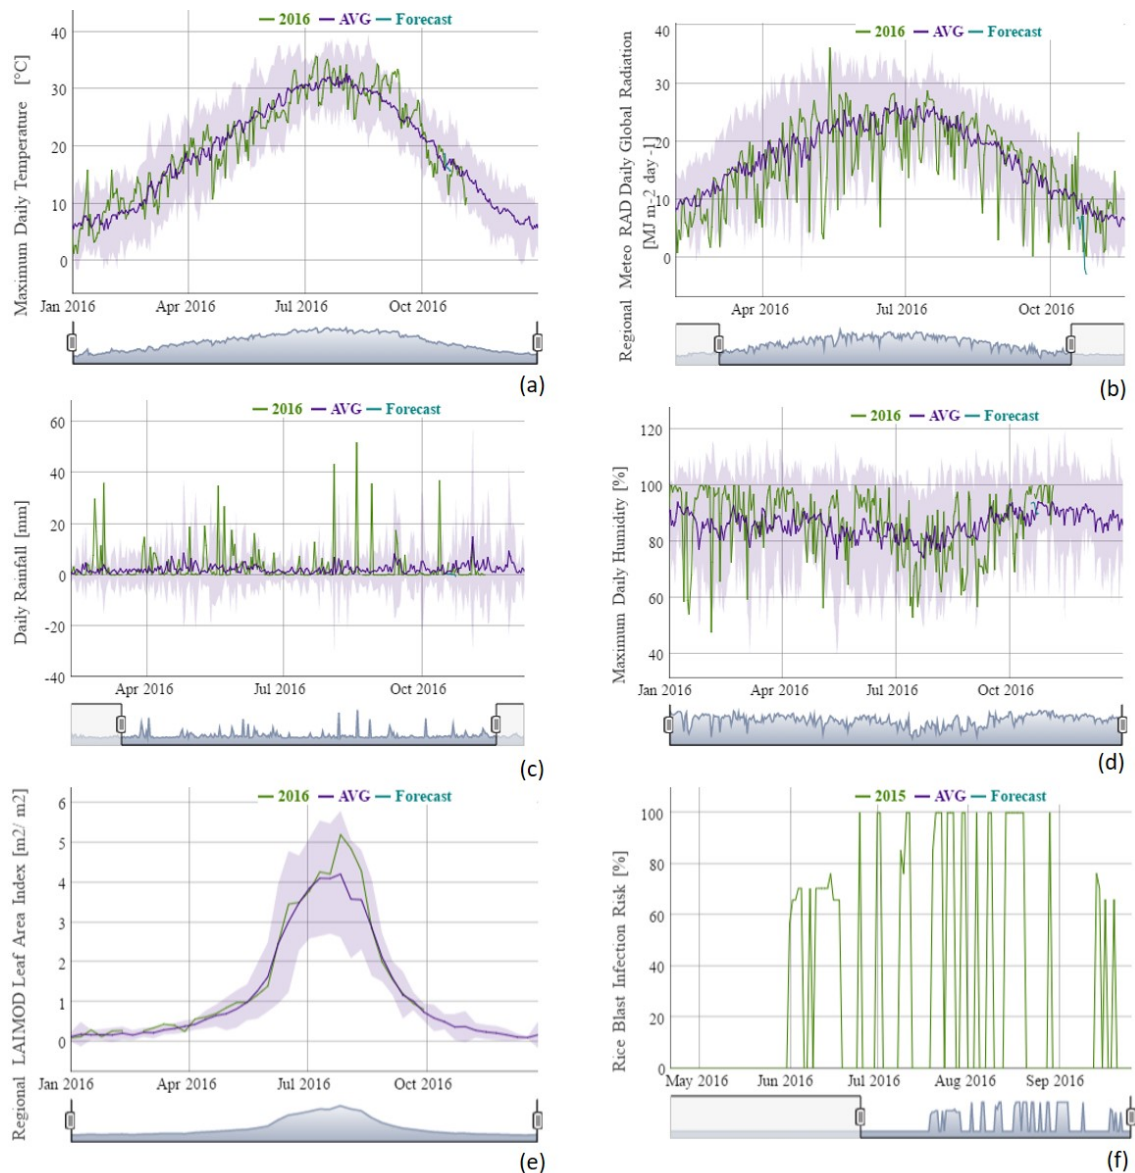 2016 AVG Forecast
Maximum Daily Temperature [°C]
40
30
20
10
0
Jan 2016 Apr 2016 Jul 2016 Oct 2016
(a)
2016 AVG Forecast
Regional Meteo RAD Daily Global Radiation
[MJ m-2 day -1]
40
30
20
10
0
Apr 2016 Jul 2016 Oct 2016
(b)
2016 AVG Forecast
Daily Rainfall [mm]
60
40
20
0
-20
-40
Apr 2016 Jul 2016 Oct 2016
(c)
2016 AVG Forecast
Maximum Daily Humidity [%]
120
100
80
60
40
Jan 2016 Apr 2016 Jul 2016 Oct 2016
(d)
2016 AVG Forecast
Regional LAIMOD Leaf Area Index [m2/ m2]
6
5
4
3
2
1
0
Jan 2016 Apr 2016 Jul 2016 Oct 2016
(e)
2015 AVG Forecast
Rice Blast Infection Risk [%]
100
80
60
40
20
0
May 2016 Jun 2016 Jul 2016 Aug 2016 Sep 2016
(f)